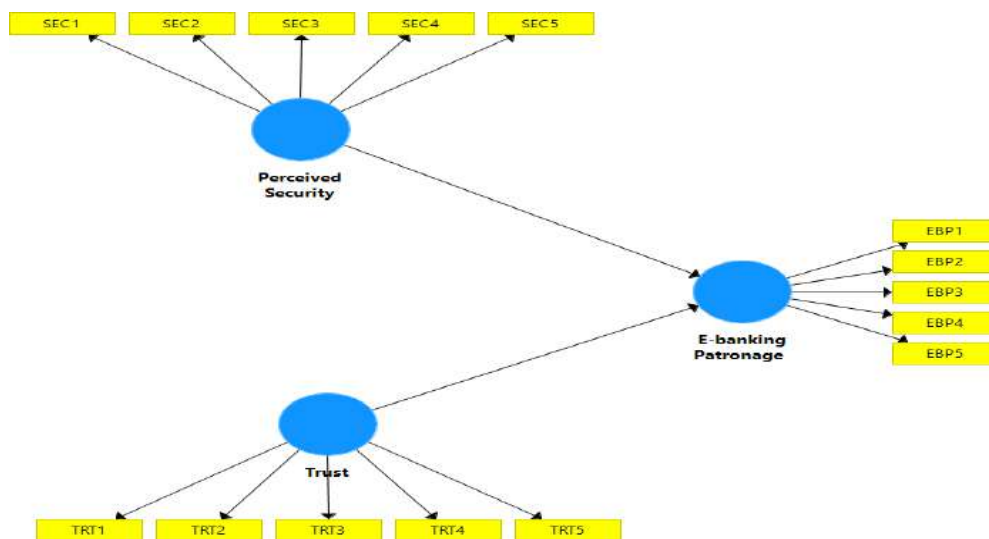 SEC1
SEC2
SEC3
SEC4
SEC5
Perceived
Security
EBP1
EBP2
EBP3
EBP4
EBP5
E-banking
Patronage
Trust
TRT1
TRT2
TRT3
TRT4
TRT5